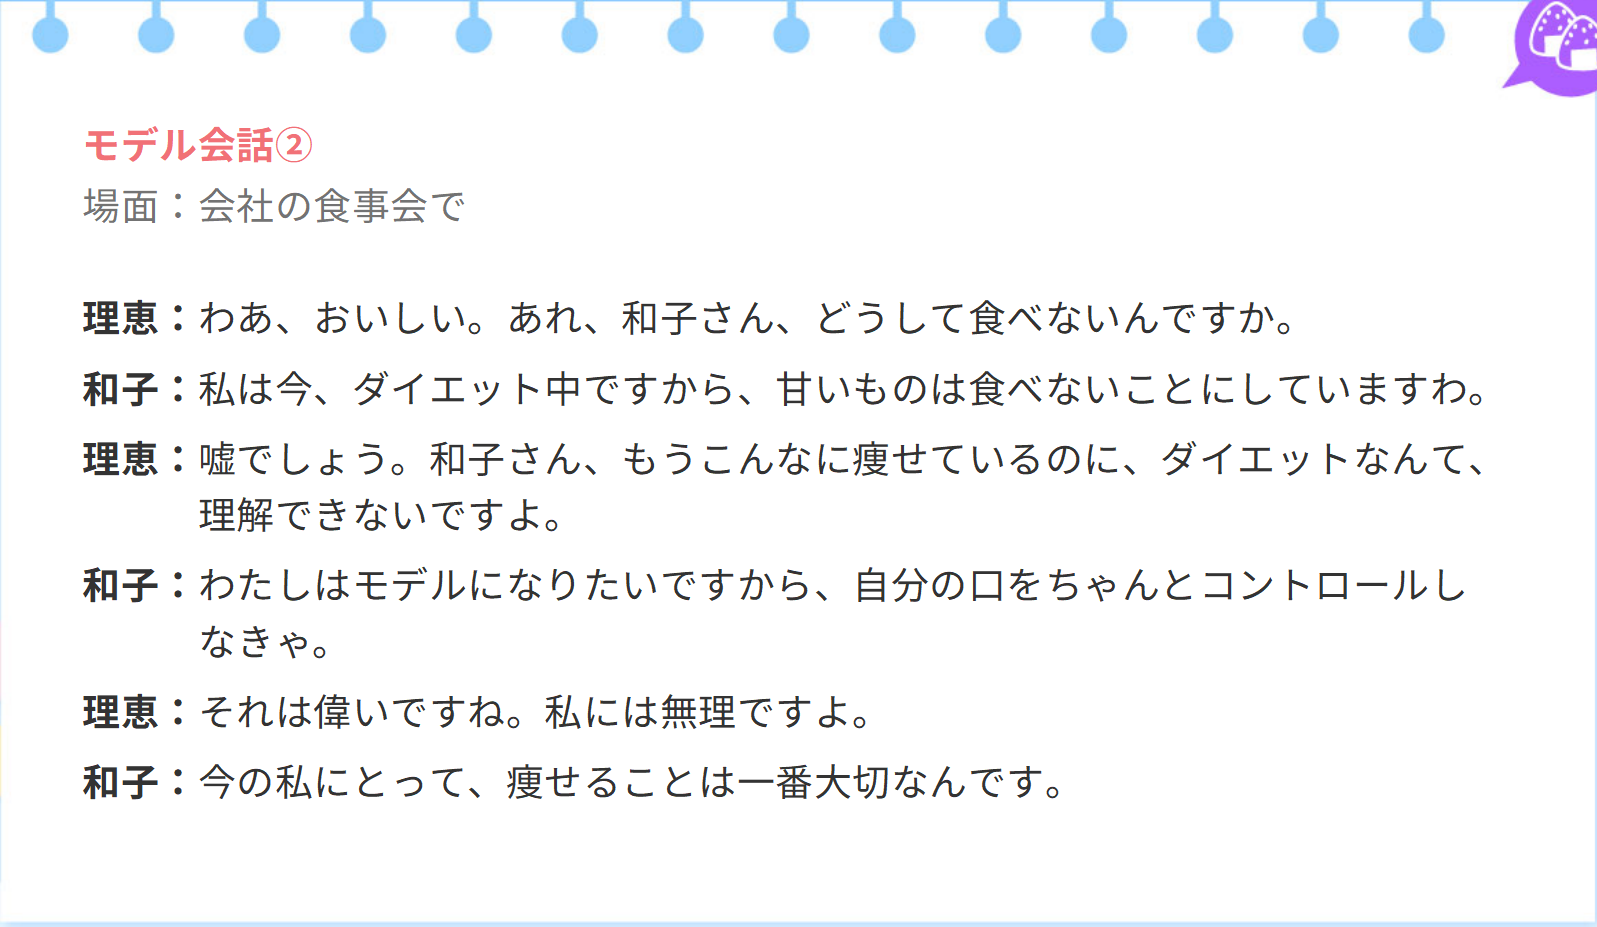 モデル会話②
場面：会社の食事会で
理恵：わあ、おいしい。あれ、和子さん、どうして食べないんですか。
和子：私は今、ダイエット中ですから、甘いものは食べないことにしていますわ。
理恵：嘘でしょう。和子さん、もうこんなに痩せているのに、ダイエットなんて、
理解できないですよ。
和子：わたしはモデルになりたいですから、自分の口をちゃんとコントロールし
なきゃ。
理恵：それは偉いですね。私には無理ですよ。
和子：今の私にとって、痩せることは一番大切なんです。